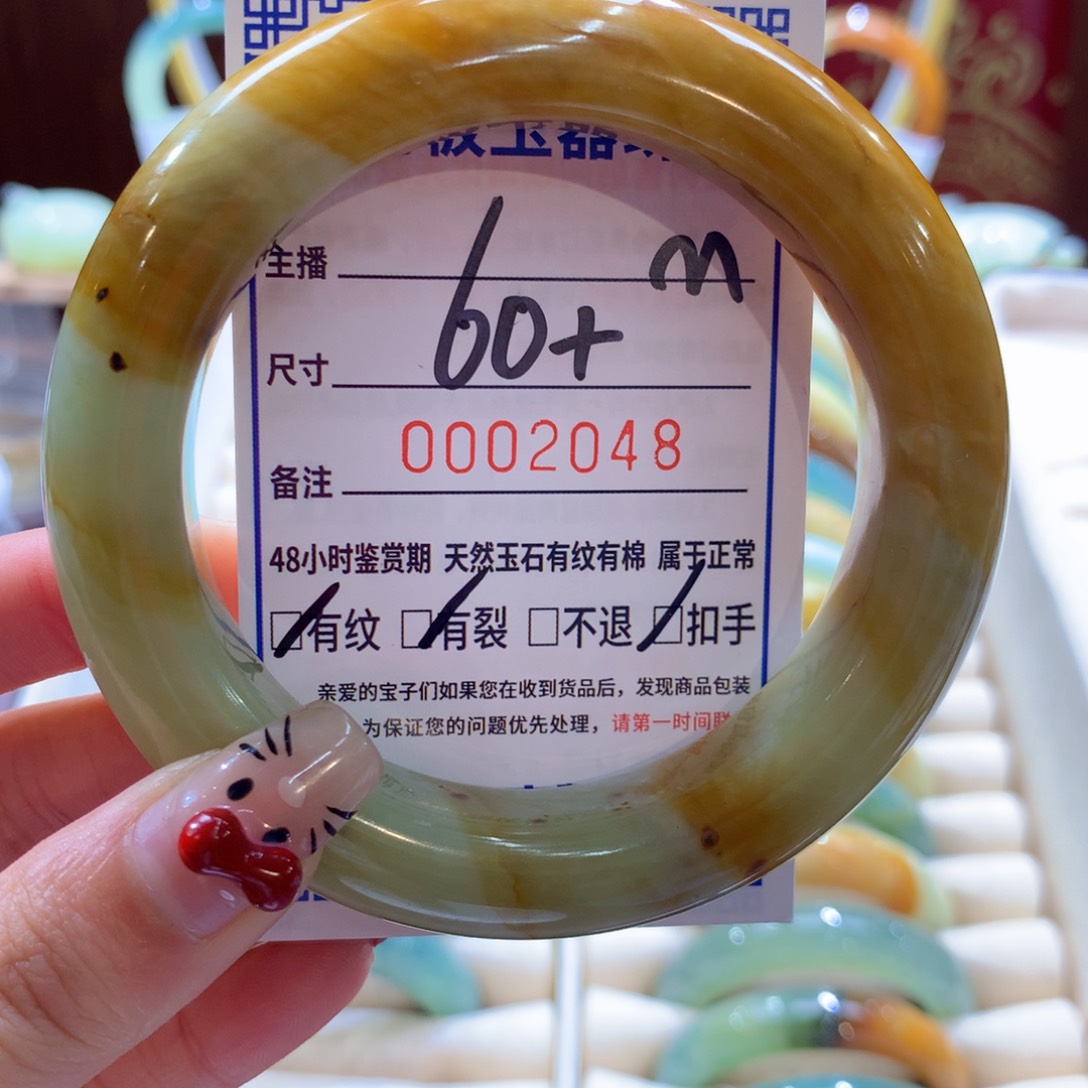 玉器
主播 m
尺寸 60+
0002048
备注
48小时鉴赏期 天然玉石有纹有棉 属于正常
☑有纹 ☑有裂 □不退 ☑扣手
亲爱的宝子们如果您在收到货品后，发现商品包装
为保证您的问题优先处理，请第一时间联